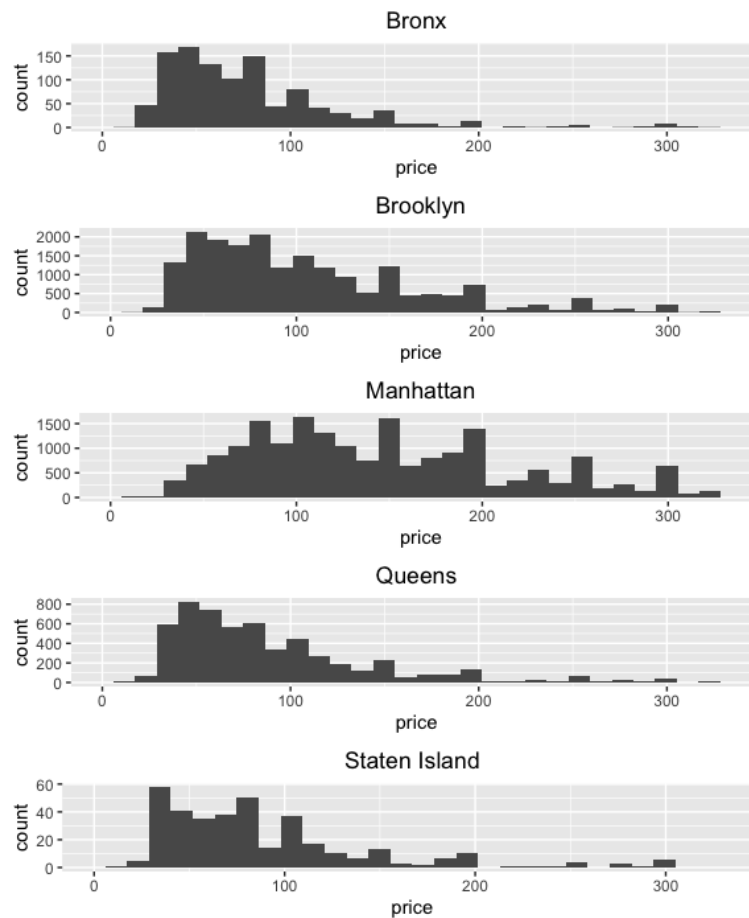 Bronx
150
100
50
0
count
0 100 200 300
price
Brooklyn
2000
1500
1000
500
0
count
0 100 200 300
price
Manhattan
1500
1000
500
0
count
0 100 200 300
price
Queens
800
600
400
200
0
count
0 100 200 300
price
Staten Island
60
40
20
0
count
0 100 200 300
price